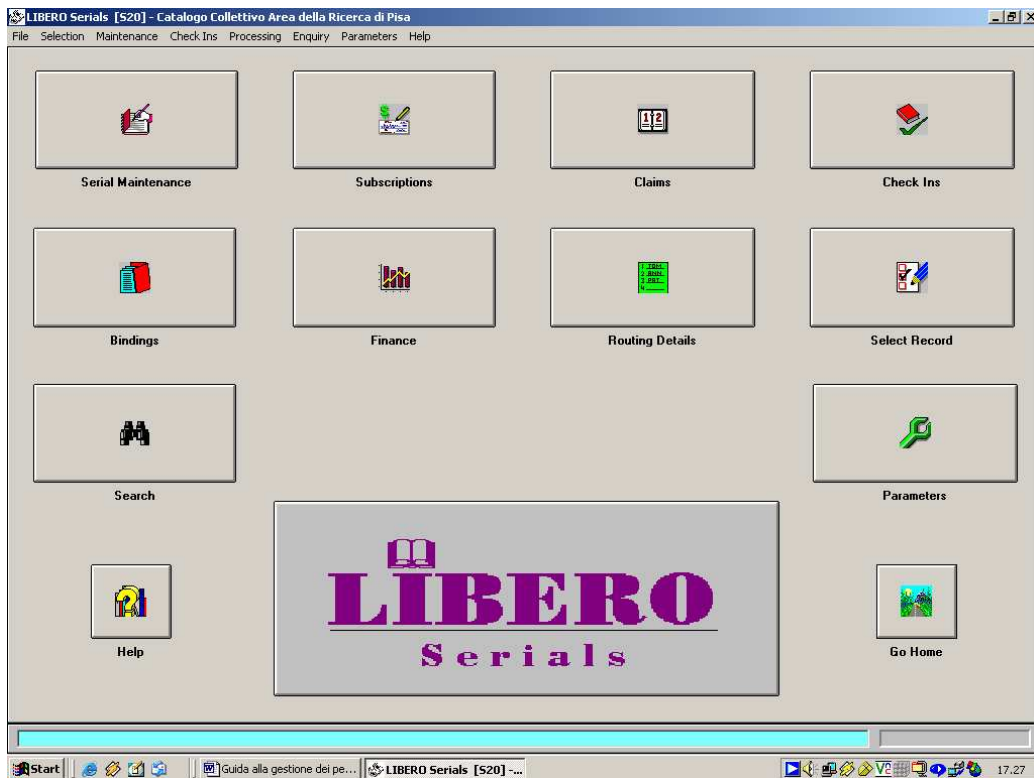 LIBERO Serials [S20] - Catalogo Collettivo Area della Ricerca di Pisa
File Selection Maintenance Check Ins Processing Enquiry Parameters Help
Serial Maintenance Subscriptions Claims Check Ins
Bindings Finance Routing Details Select Record
Search Parameters
LIBERO
Serials
Help Go Home
Start Guida alla gestione dei pe... LIBERO Serials [S20] -... 17.27